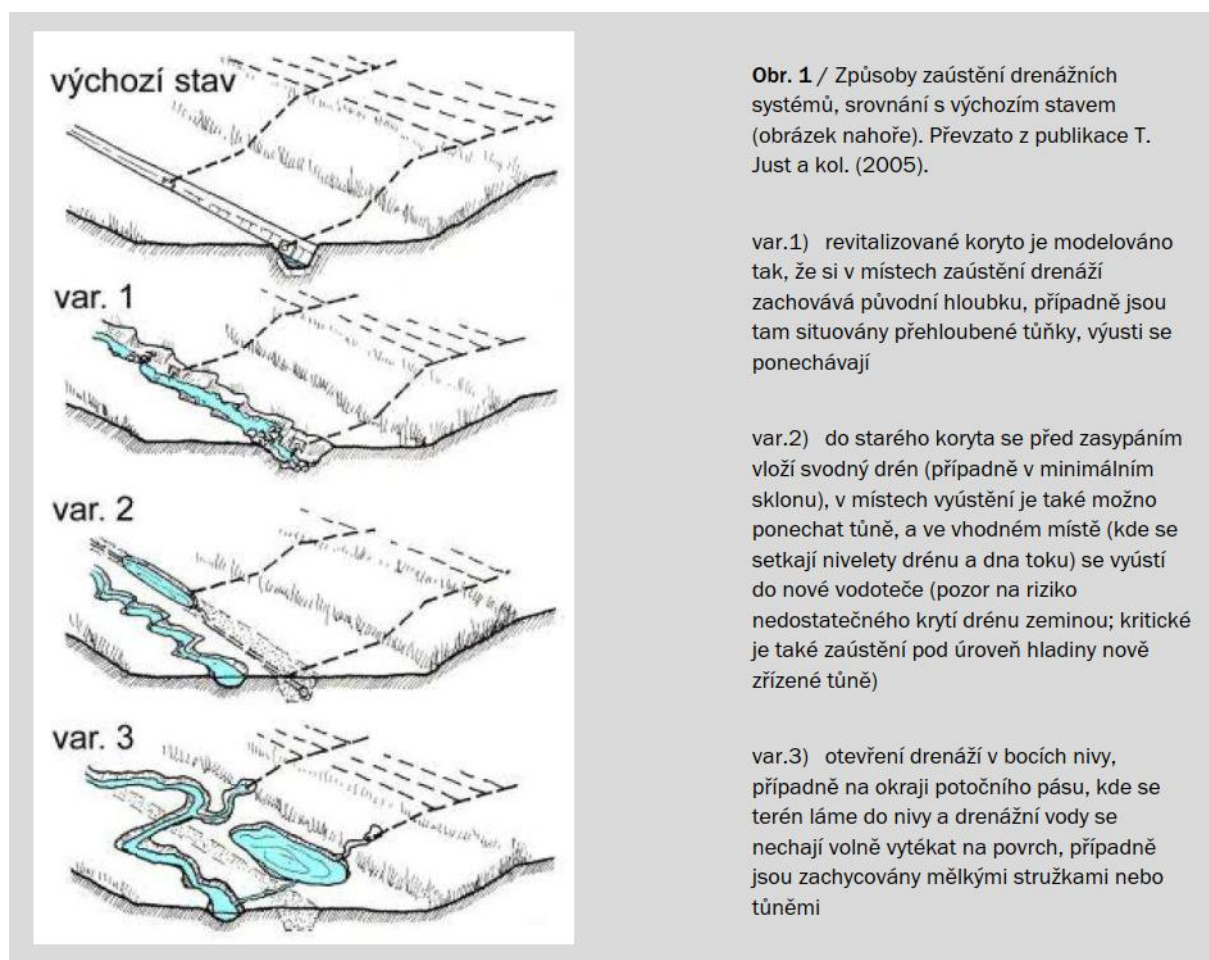 výchozí stav
var. 1
var. 2
var. 3
Obr. 1 / Způsoby zaústění drenážních
systémů, srovnání s výchozím stavem
(obrázek nahoře). Převzato z publikace T.
Just a kol. (2005).
var.1) revitalizované koryto je modelováno
tak, že si v místech zaústění drenáží
zachovává původní hloubku, případně jsou
tam situovány přehloubené tůňky, výusti se
ponechávají
var.2) do starého koryta se před zasypáním
vloží svodný drén (případně v minimálním
sklonu), v místech vyústění je také možno
ponechat tůně, a ve vhodném místě (kde se
setkají nivelety drénu a dna toku) se vyústí
do nové vodoteče (pozor na riziko
nedostatečného krytí drénu zeminou; kritické
je také zaústění pod úroveň hladiny nově
zřízené tůně)
var.3) otevření drenáží v bocích nivy,
případně na okraji potočního pásu, kde se
terén láme do nivy a drenážní vody se
nechají volně vytékat na povrch, případně
jsou zachycovány mělkými stružkami nebo
tůněmi